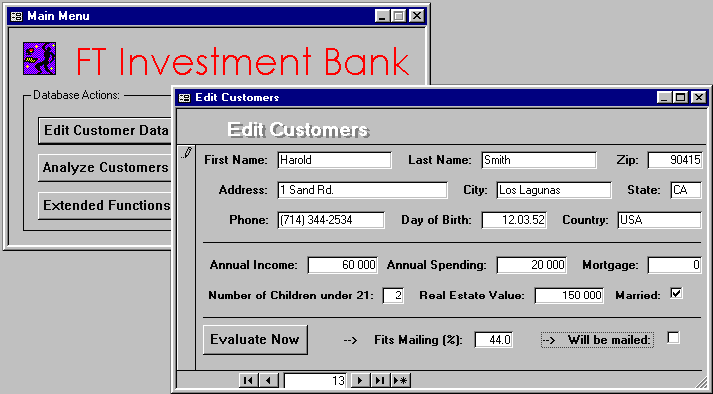 Main Menu
FT Investment Bank
Database Actions:
Edit Customer Data
Analyze Customers
Extended Functions
Edit Customers
Edit Customers
First Name: Harold Last Name: Smith Zip: 90415
Address: 1 Sand Rd. City: Los Lagunas State: CA
Phone: (714) 344-2534 Day of Birth: 12.03.52 Country: USA
Annual Income: 60 000 Annual Spending: 20 000 Mortgage: 0
Number of Children under 21: 2 Real Estate Value: 150 000 Married:
Evaluate Now --> Fits Mailing (%): 44.0 --> Will be mailed:
13